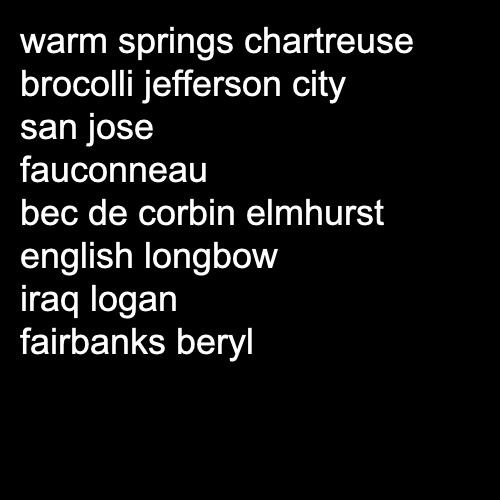 warm springs chartreuse
brocolli jefferson city
san jose
fauconneau
bec de corbin elmhurst
english longbow
iraq logan
fairbanks beryl